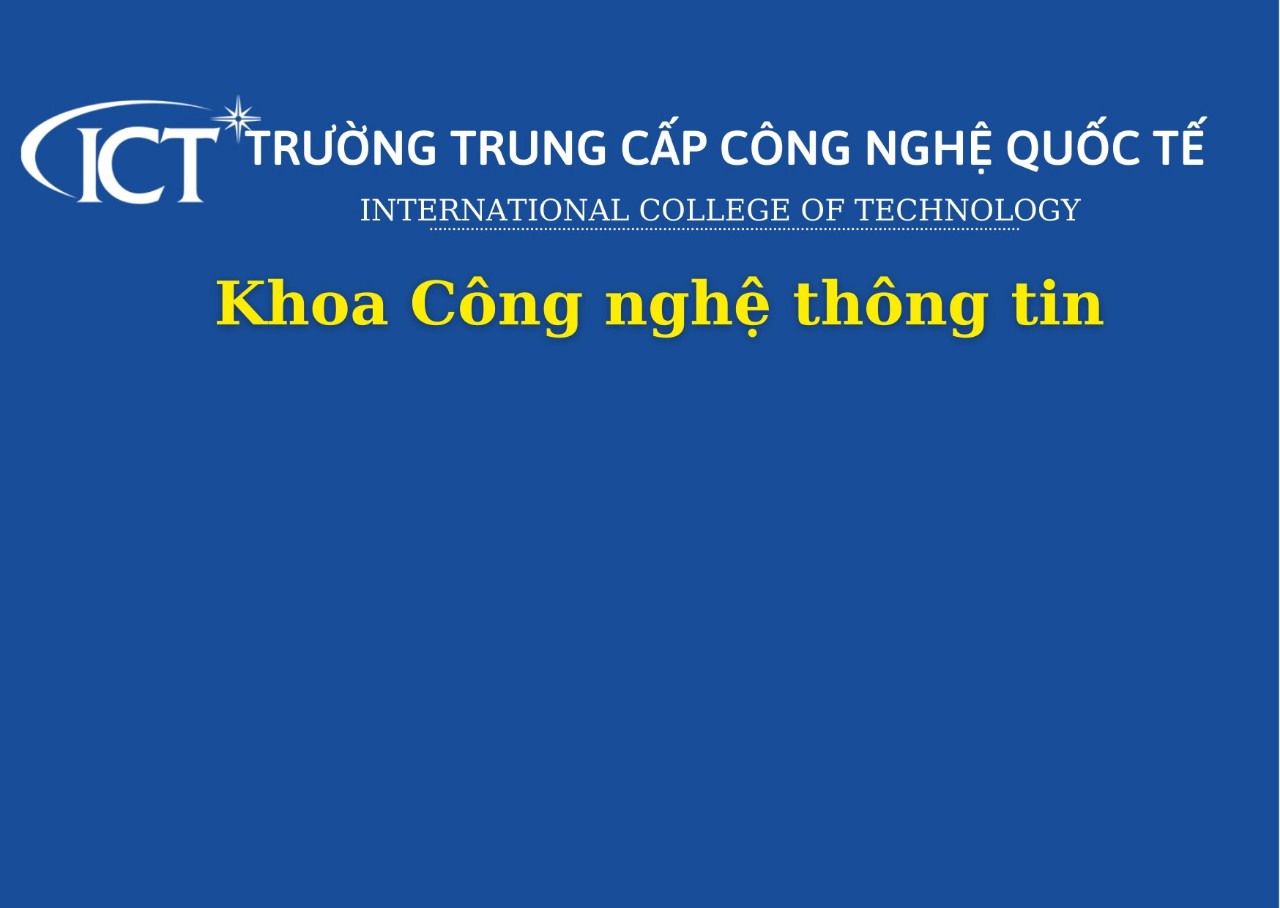 ICT TRƯỜNG TRUNG CẤP CÔNG NGHỆ QUỐC TẾ
INTERNATIONAL COLLEGE OF TECHNOLOGY
Khoa Công nghệ thông tin